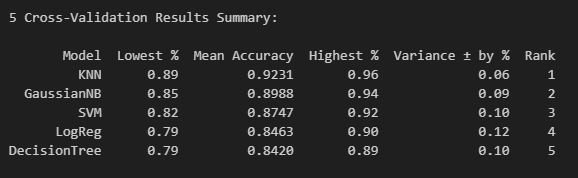 5 Cross-Validation Results Summary:
Model Lowest % Mean Accuracy Highest % Variance ± by % Rank
KNN 0.89 0.9231 0.96 0.06 1
GaussianNB 0.85 0.8988 0.94 0.09 2
SVM 0.82 0.8747 0.92 0.10 3
LogReg 0.79 0.8463 0.90 0.12 4
DecisionTree 0.79 0.8420 0.89 0.10 5